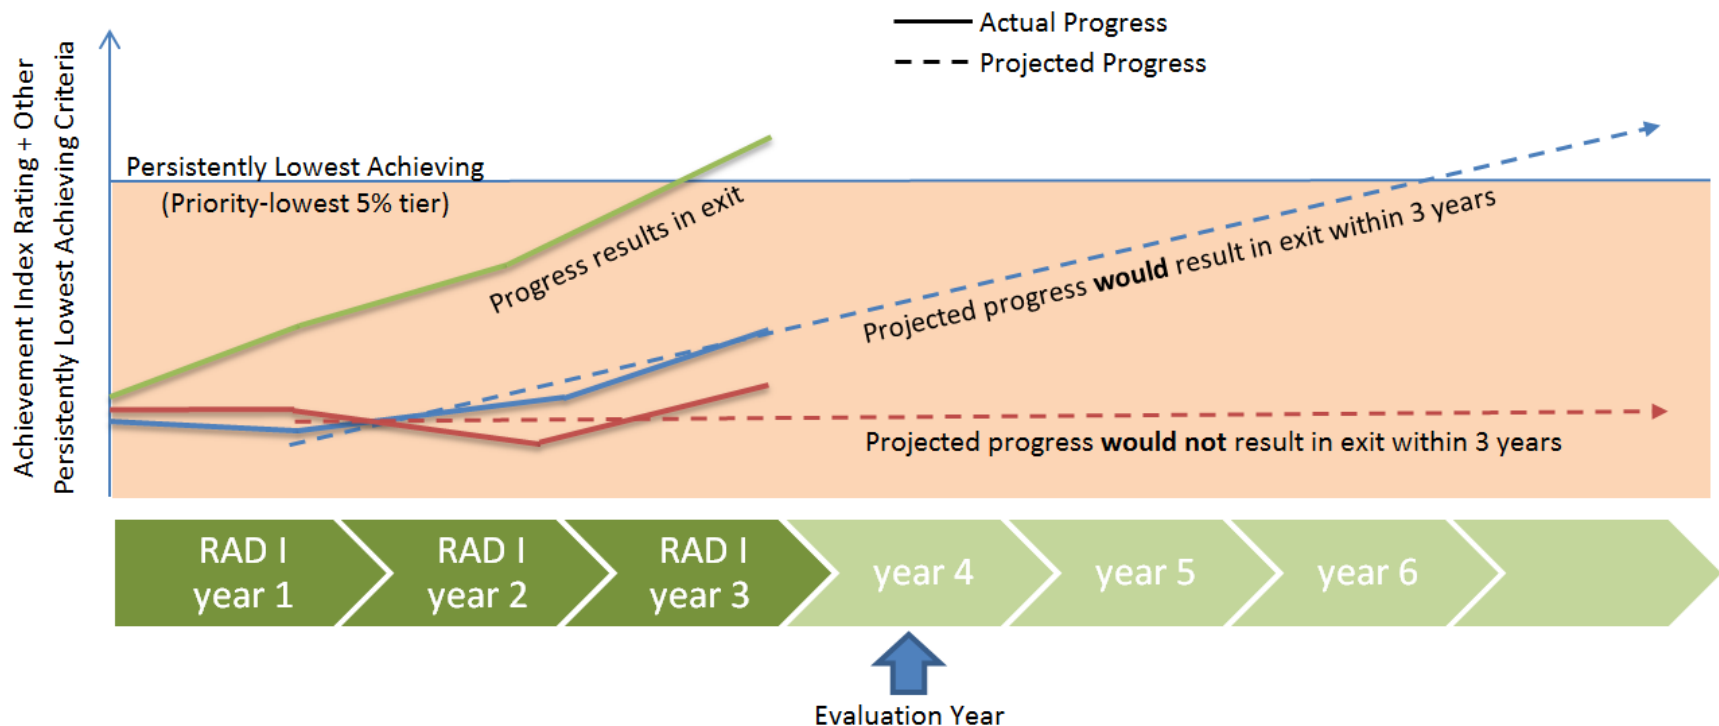 Actual Progress
Projected Progress
Achievement Index Rating + Other
Persistently Lowest Achieving Criteria
Persistently Lowest Achieving
(Priority-lowest 5% tier)
Progress results in exit
Projected progress would result in exit within 3 years
Projected progress would not result in exit within 3 years
RAD I
year 1
RAD I
year 2
RAD I
year 3
year 4
year 5
year 6
Evaluation Year